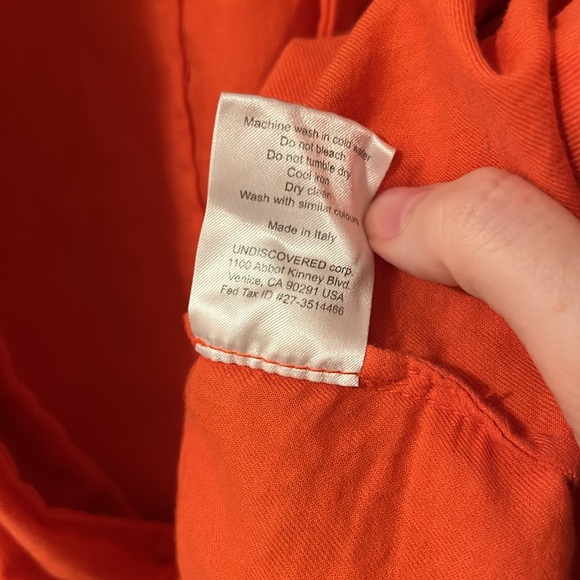 Machine wash in cold water
Do not bleach
Do not tumble dry
Cool iron
Dry clean
Wash with similar colours
Made in Italy
UNDISCOVERED corp.
1100 Abbot Kinney Blvd.
Venice, CA 90291 USA
Fed Tax ID #27-3514466